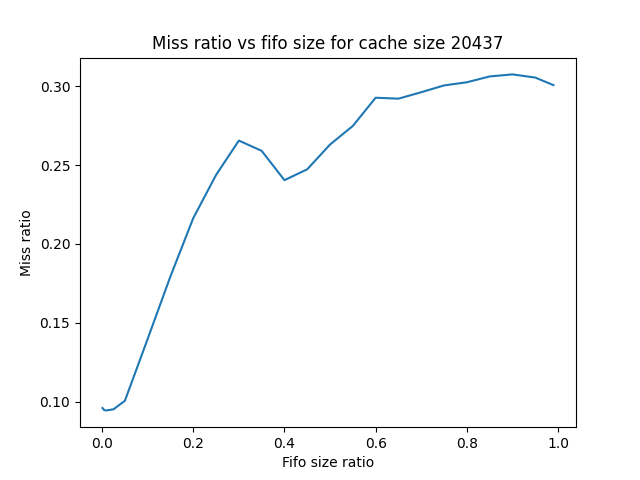 Miss ratio vs fifo size for cache size 20437
0.30
0.25
0.20
0.15
0.10
Miss ratio
0.0 0.2 0.4 0.6 0.8 1.0
Fifo size ratio